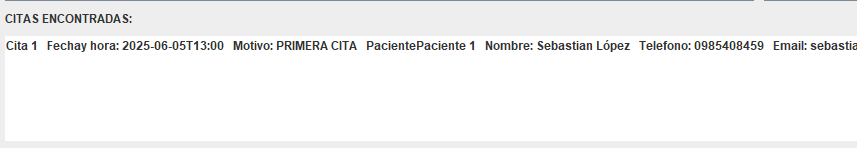 CITAS ENCONTRADAS:
Cita 1 Fechay hora: 2025-06-05T13:00 Motivo: PRIMERA CITA PacientePaciente 1 Nombre: Sebastian López Telefono: 0985408459 Email: sebastia